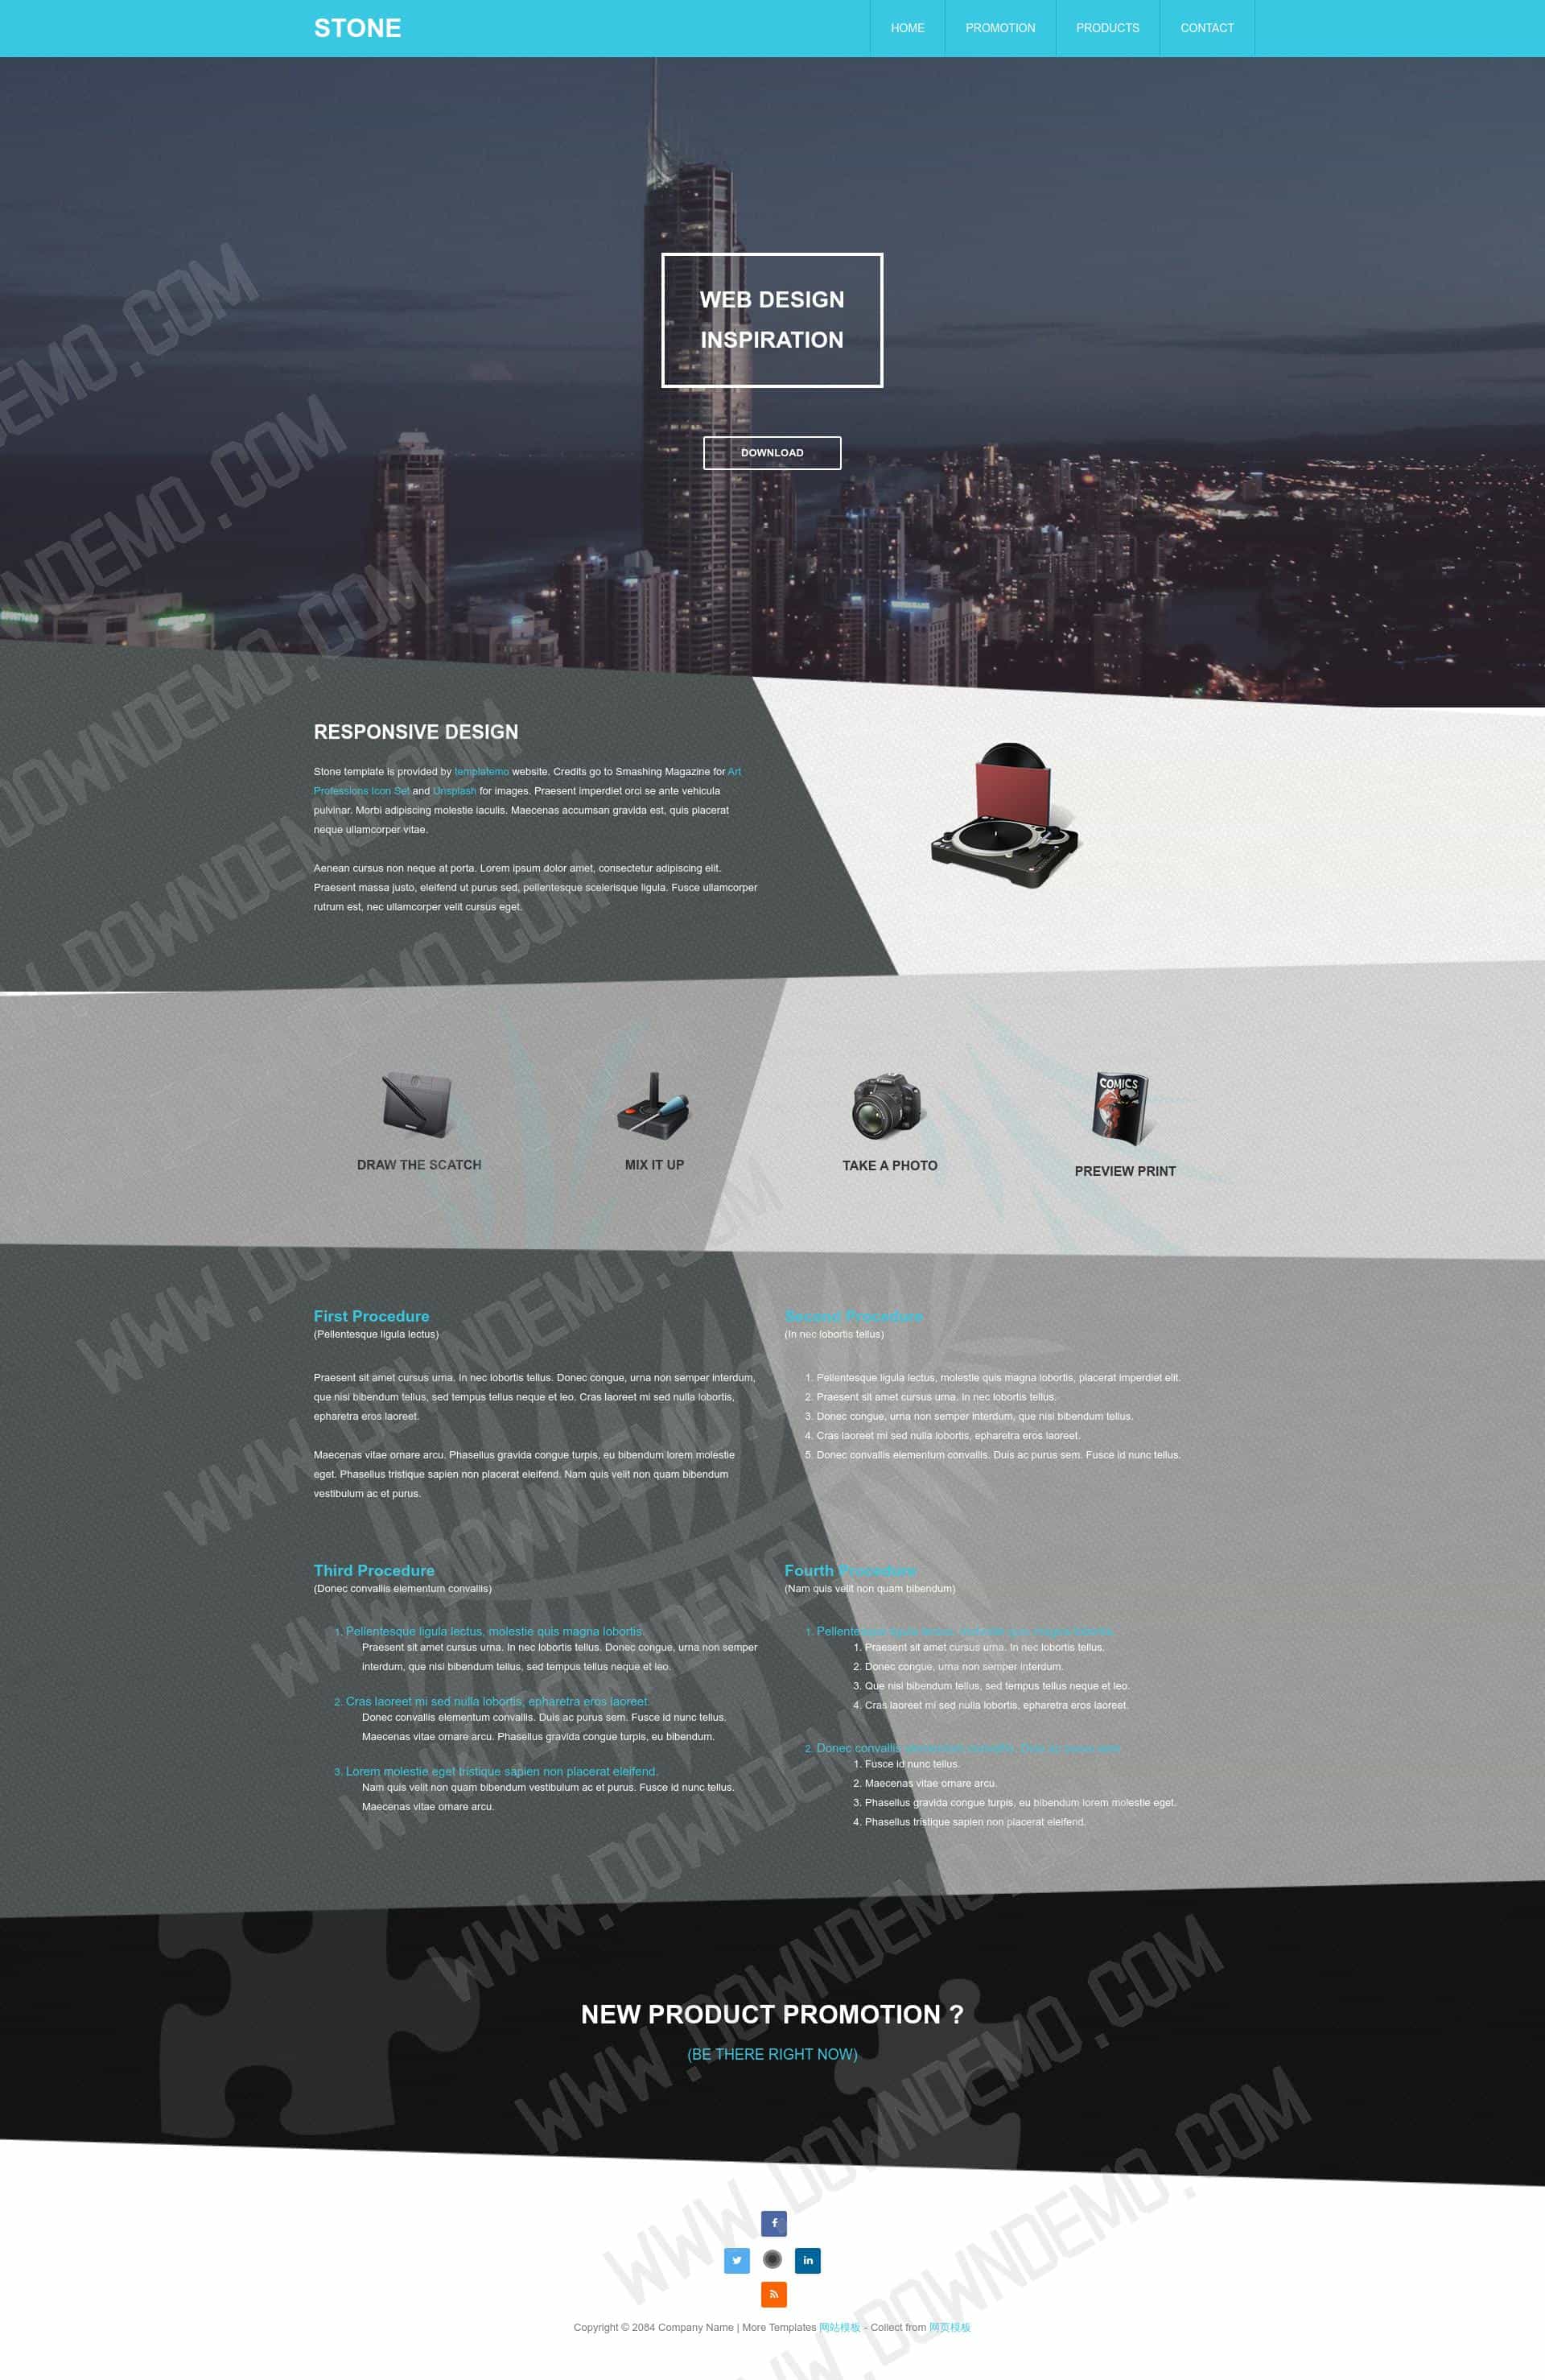 STONE
HOME
PROMOTION
PRODUCTS
CONTACT
WEB DESIGN
INSPIRATION
DOWNLOAD
RESPONSIVE DESIGN
Stone template is provided by templatemo website. Credits go to Smashing Magazine for Art
Professions Icon Set and Unsplash for images. Praesent imperdiet orci se ante vehicula
pulvinar. Morbi adipiscing molestie iaculis. Maecenas accumsan gravida est, quis placerat
neque ullamcorper vitae.
Aenean cursus non neque at porta. Lorem ipsum dolor amet, consectetur adipiscing elit.
Praesent massa justo, eleifend ut purus sed, pellentesque scelerisque ligula. Fusce ullamcorper
rutrum est, nec ullamcorper velit cursus eget.
COMICS
DRAW THE SCATCH
MIX IT UP
TAKE A PHOTO
PREVIEW PRINT
First Procedure
(Pellentesque ligula lectus)
Praesent sit amet cursus urna. In nec lobortis tellus. Donec congue, urna non semper interdum,
que nisi bibendum tellus, sed tempus tellus neque et leo. Cras laoreet mi sed nulla lobortis,
epharetra eros laoreet.
Maecenas vitae ornare arcu. Phasellus gravida congue turpis, eu bibendum lorem molestie
eget. Phasellus tristique sapien non placerat eleifend. Nam quis velit non quam bibendum
vestibulum ac et purus.
Second Procedure
(In nec lobortis tellus)
1. Pellentesque ligula lectus, molestie quis magna lobortis, placerat imperdiet elit.
2. Praesent sit amet cursus urna. In nec lobortis tellus.
3. Donec congue, urna non semper interdum, que nisi bibendum tellus.
4. Cras laoreet mi sed nulla lobortis, epharetra eros laoreet.
5. Donec convallis elementum convallis. Duis ac purus sem. Fusce id nunc tellus.
Third Procedure
(Donec convallis elementum convallis)
1. Pellentesque ligula lectus, molestie quis magna lobortis.
Praesent sit amet cursus urna. In nec lobortis tellus. Donec congue, urna non semper
interdum, que nisi bibendum tellus, sed tempus tellus neque et leo.
2. Cras laoreet mi sed nulla lobortis, epharetra eros laoreet.
Donec convallis elementum convallis. Duis ac purus sem. Fusce id nunc tellus.
Maecenas vitae ornare arcu. Phasellus gravida congue turpis, eu bibendum.
3. Lorem molestie eget tristique sapien non placerat eleifend.
Nam quis velit non quam bibendum vestibulum ac et purus. Fusce id nunc tellus.
Maecenas vitae ornare arcu.
Fourth Procedure
(Nam quis velit non quam bibendum)
1. Pellentesque ligula lectus, molestie quis magna lobortis.
1. Praesent sit amet cursus urna. In nec lobortis tellus.
2. Donec congue, urna non semper interdum.
3. Que nisi bibendum tellus, sed tempus tellus neque et leo.
4. Cras laoreet mi sed nulla lobortis, epharetra eros laoreet.
2. Donec convallis elementum convallis. Duis ac purus sem.
1. Fusce id nunc tellus.
2. Maecenas vitae ornare arcu.
3. Phasellus gravida congue turpis, eu bibendum lorem molestie eget.
4. Phasellus tristique sapien non placerat eleifend.
NEW PRODUCT PROMOTION ?
(BE THERE RIGHT NOW)
Copyright © 2084 Company Name | More Templates 网站模板 - Collect from 网页模板
WWW.DOWNDEMO.COM